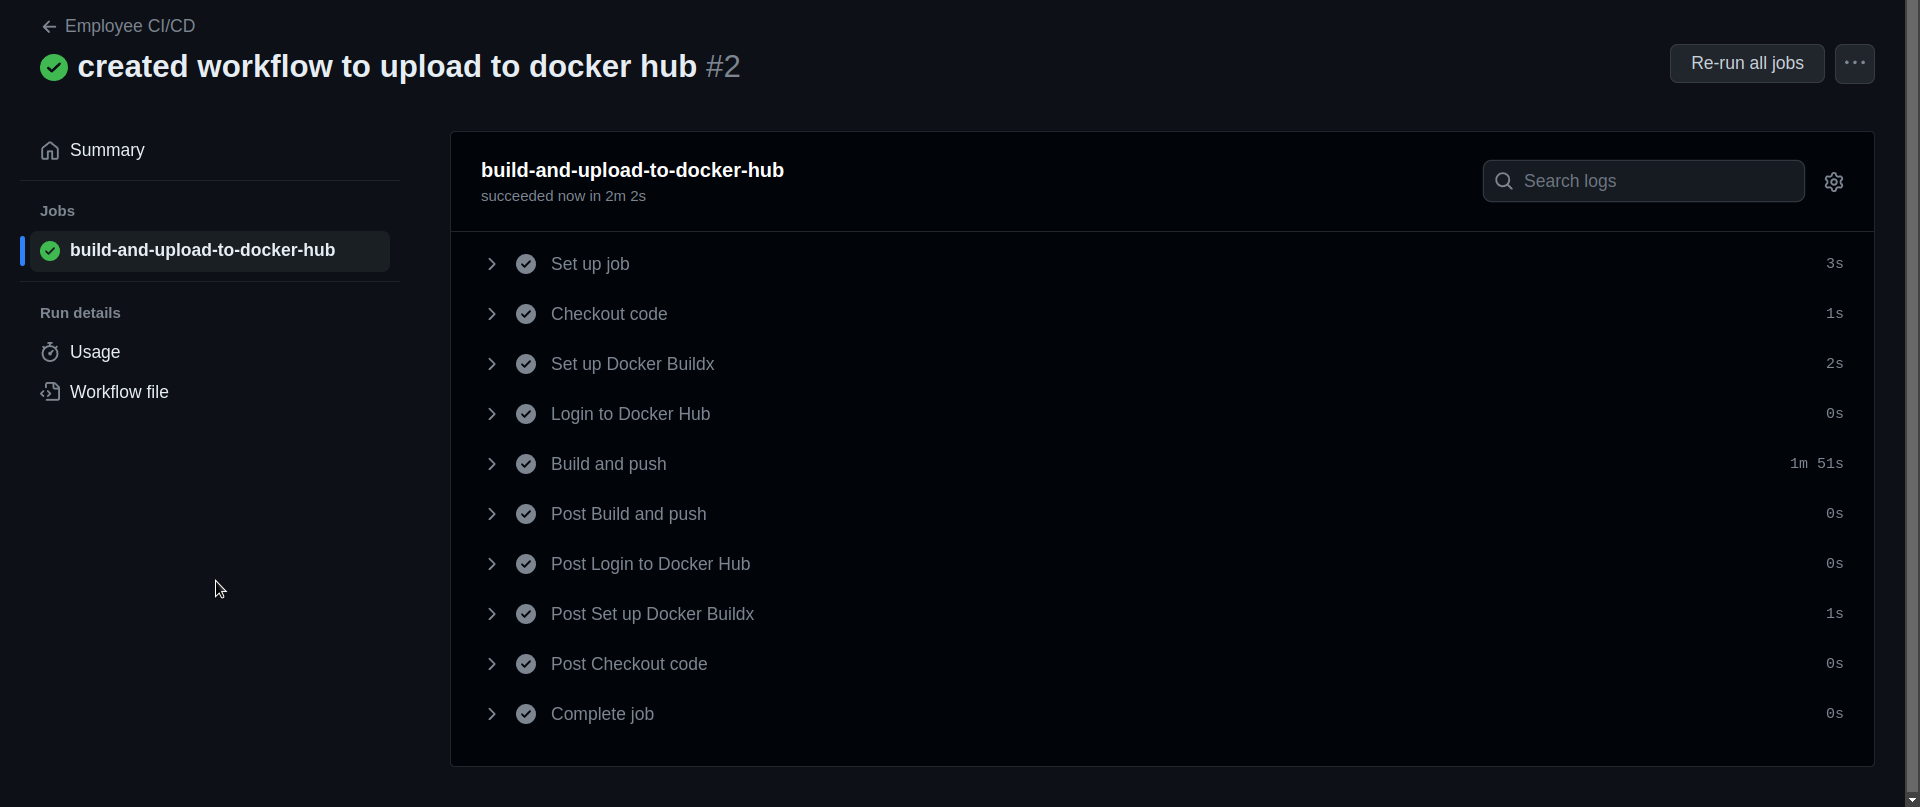 Employee CI/CD
created workflow to upload to docker hub #2
Re-run all jobs
Summary
Jobs
build-and-upload-to-docker-hub
Run details
Usage
Workflow file
build-and-upload-to-docker-hub
succeeded now in 2m 2s
Search logs
Set up job 3s
Checkout code 1s
Set up Docker Buildx 2s
Login to Docker Hub 0s
Build and push 1m 51s
Post Build and push 0s
Post Login to Docker Hub 0s
Post Set up Docker Buildx 1s
Post Checkout code 0s
Complete job 0s